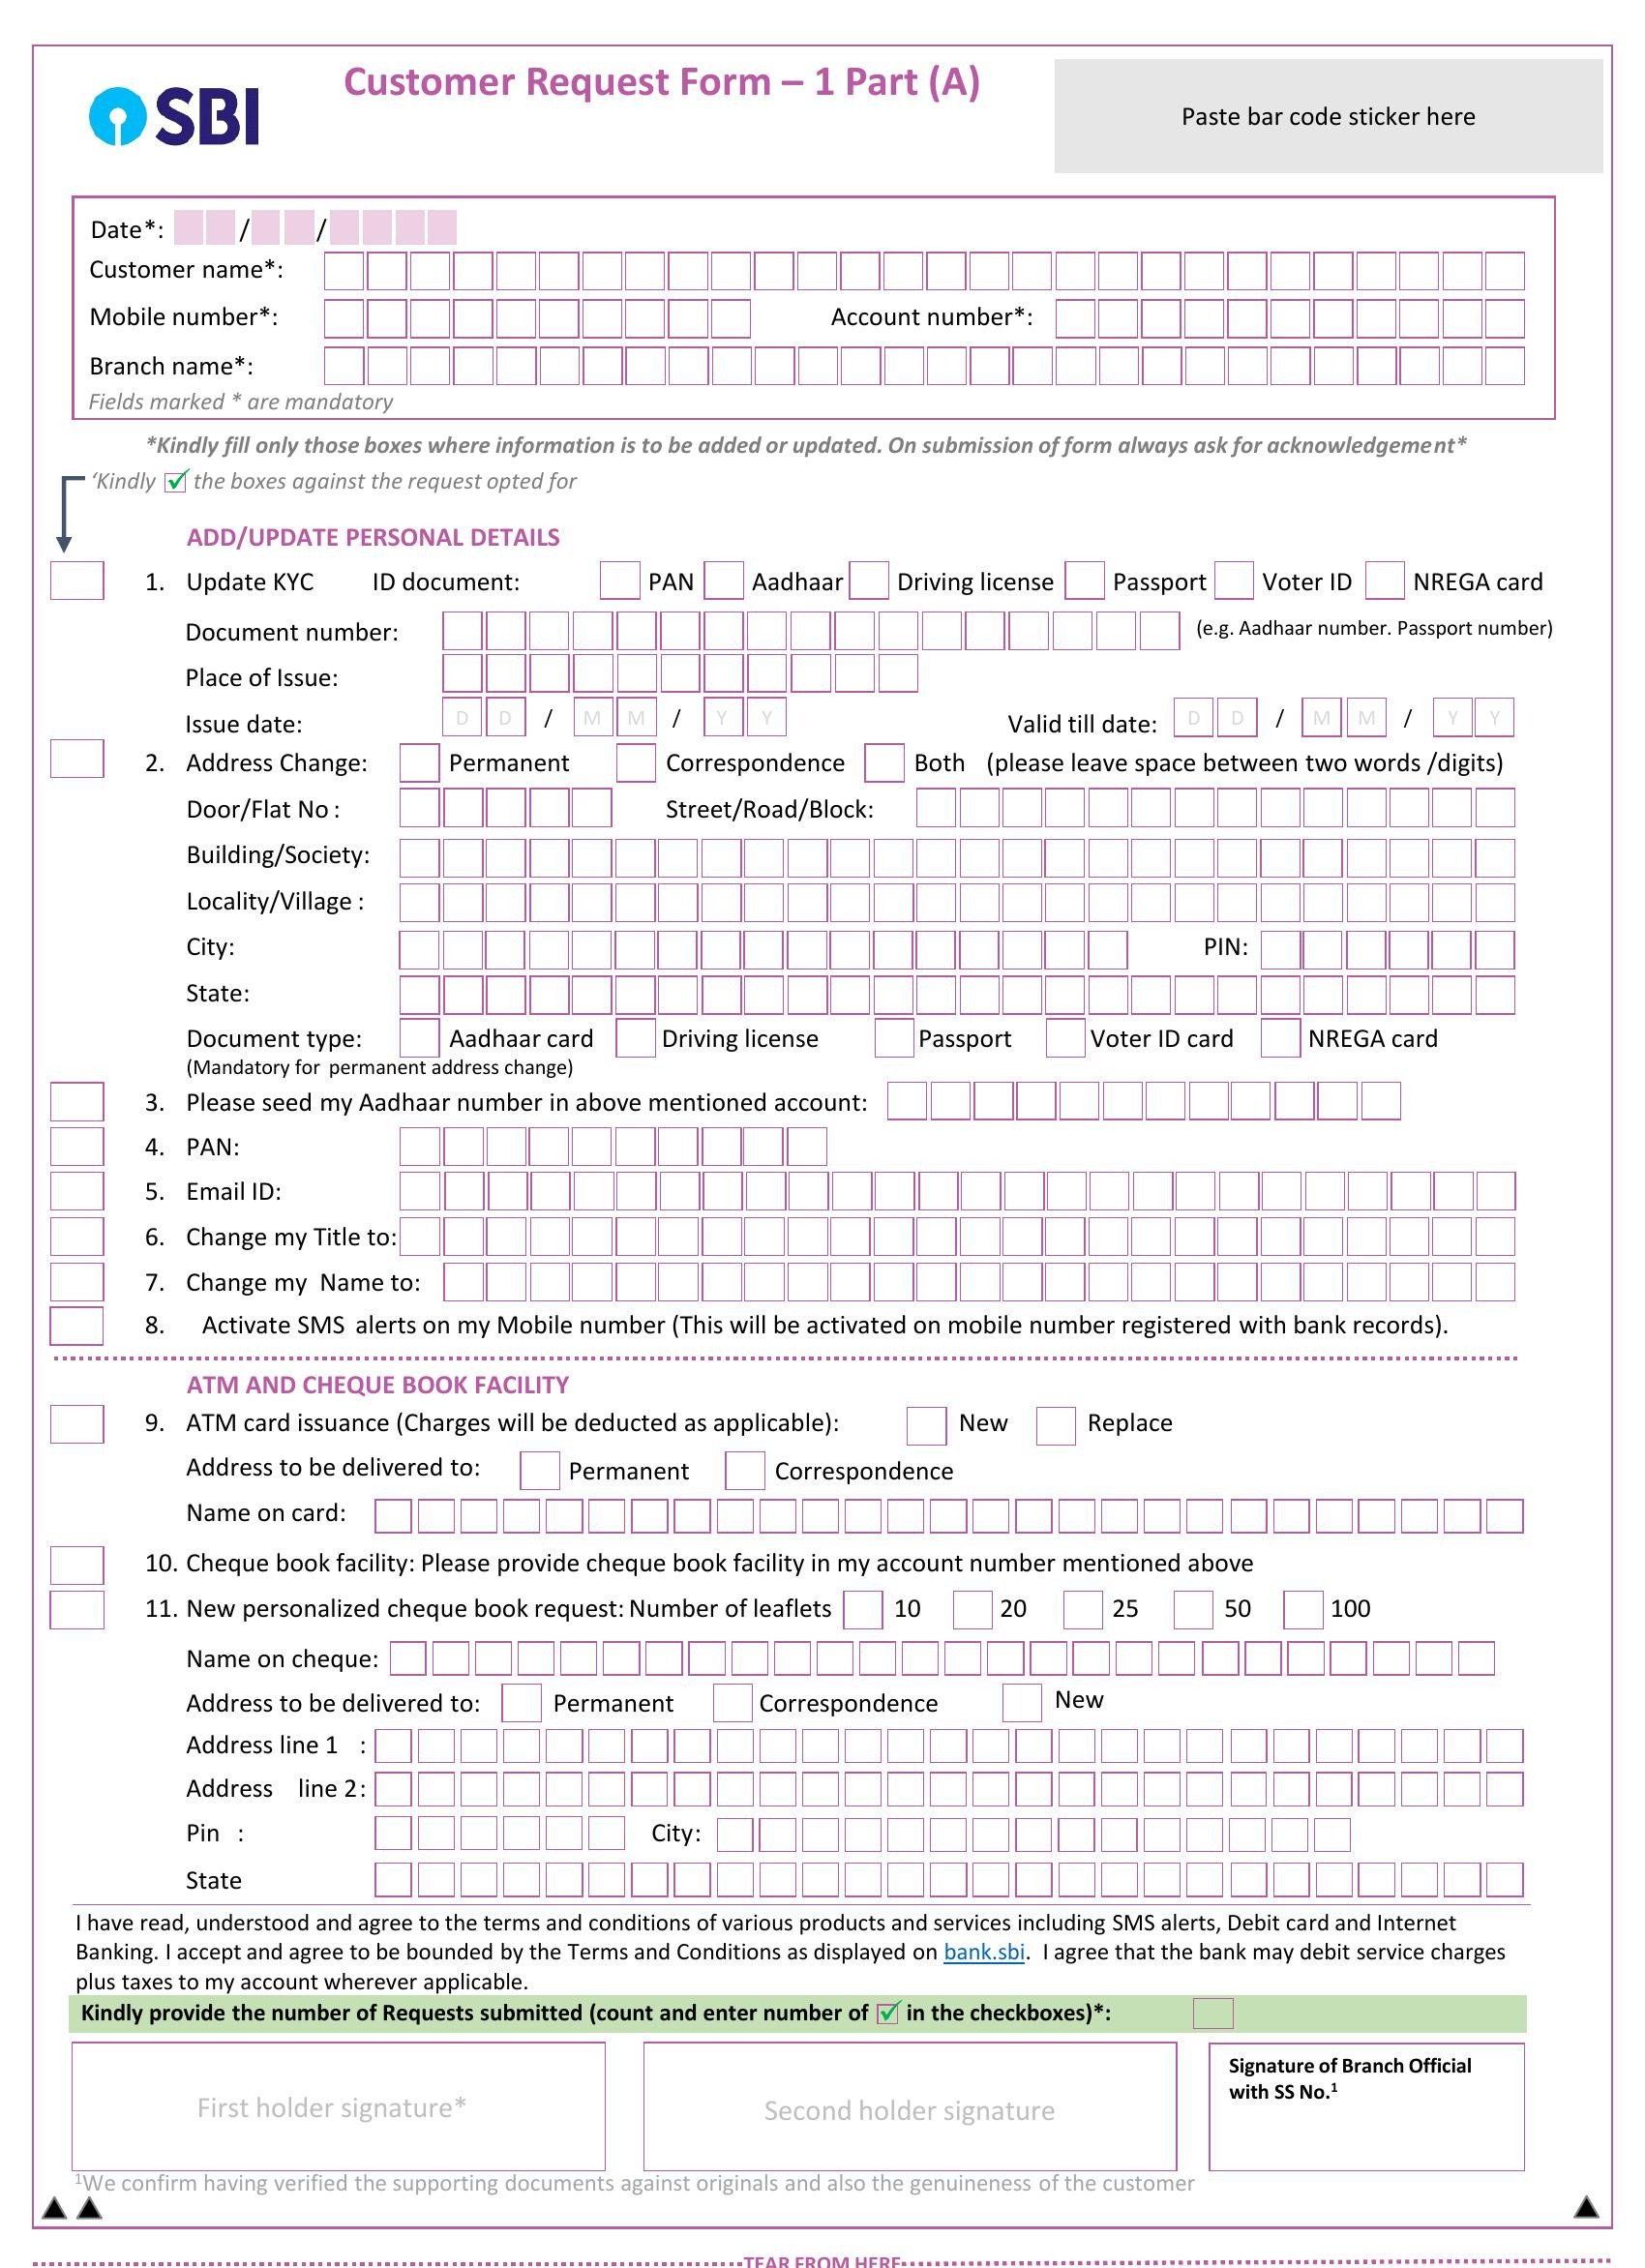 SBI
Customer Request Form – 1 Part (A)
Paste bar code sticker here
Date*: / /
Customer name*:
Mobile number*: Account number*:
Branch name*:
Fields marked * are mandatory
*Kindly fill only those boxes where information is to be added or updated. On submission of form always ask for acknowledgement*
‘Kindly ✓ the boxes against the request opted for
ADD/UPDATE PERSONAL DETAILS
1. Update KYC ID document: PAN Aadhaar Driving license Passport Voter ID NREGA card
Document number: (e.g. Aadhaar number. Passport number)
Place of Issue:
Issue date: D D / M M / Y Y Valid till date: D D / M M / Y Y
2. Address Change: Permanent Correspondence Both (please leave space between two words /digits)
Door/Flat No : Street/Road/Block:
Building/Society:
Locality/Village :
City: PIN:
State:
Document type: Aadhaar card Driving license Passport Voter ID card NREGA card
(Mandatory for permanent address change)
3. Please seed my Aadhaar number in above mentioned account:
4. PAN:
5. Email ID:
6. Change my Title to:
7. Change my Name to:
8. Activate SMS alerts on my Mobile number (This will be activated on mobile number registered with bank records).
ATM AND CHEQUE BOOK FACILITY
9. ATM card issuance (Charges will be deducted as applicable): New Replace
Address to be delivered to: Permanent Correspondence
Name on card:
10. Cheque book facility: Please provide cheque book facility in my account number mentioned above
11. New personalized cheque book request: Number of leaflets 10 20 25 50 100
Name on cheque:
Address to be delivered to: Permanent Correspondence New
Address line 1 :
Address line 2:
Pin : City:
State
I have read, understood and agree to the terms and conditions of various products and services including SMS alerts, Debit card and Internet
Banking. I accept and agree to be bounded by the Terms and Conditions as displayed on bank.sbi. I agree that the bank may debit service charges
plus taxes to my account wherever applicable.
Kindly provide the number of Requests submitted (count and enter number of ✓ in the checkboxes)*:
First holder signature*
Second holder signature
Signature of Branch Official
with SS No.¹
¹We confirm having verified the supporting documents against originals and also the genuineness of the customer
TEAR FROM HERE